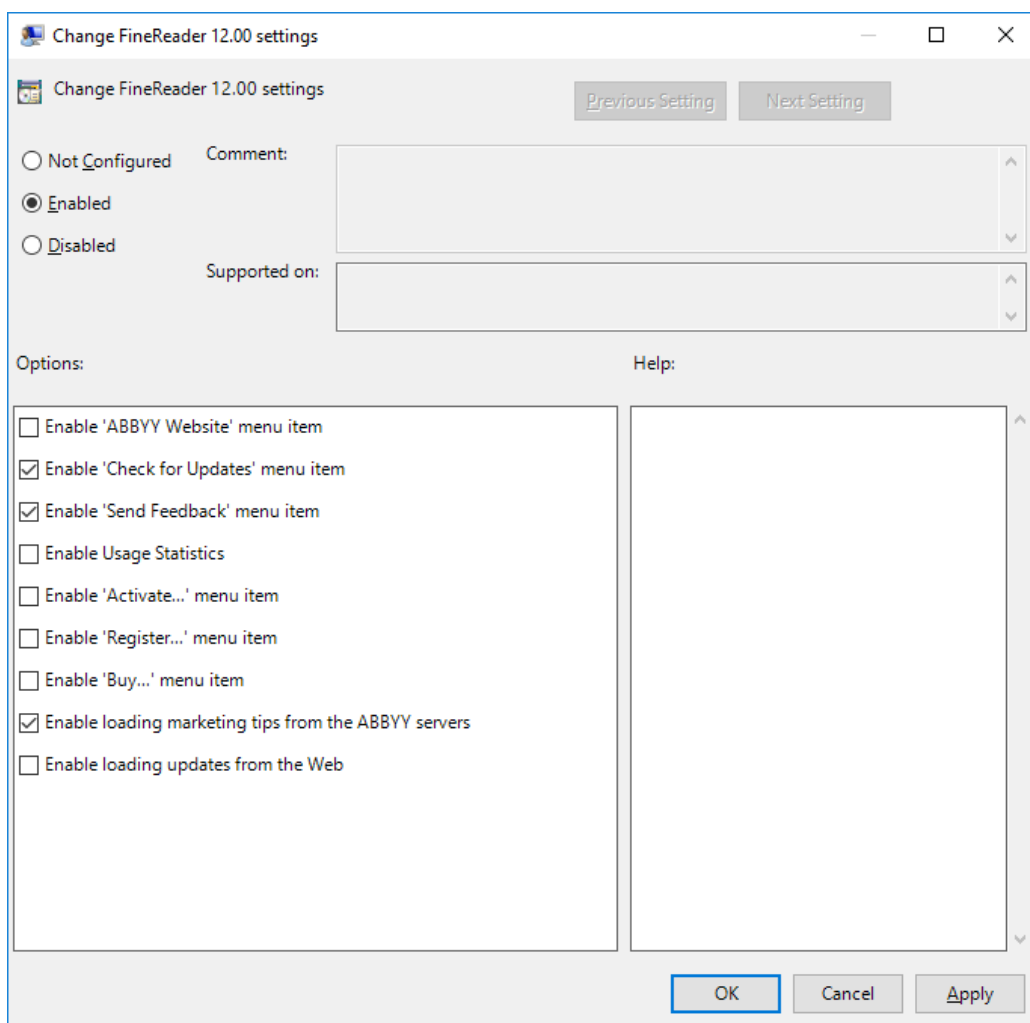 Change FineReader 12.00 settings
Change FineReader 12.00 settings
Previous Setting
Next Setting
Not Configured
Comment:
Enabled
Disabled
Supported on:
Options:
Help:
Enable 'ABBYY Website' menu item
Enable 'Check for Updates' menu item
Enable 'Send Feedback' menu item
Enable Usage Statistics
Enable 'Activate...' menu item
Enable 'Register...' menu item
Enable 'Buy...' menu item
Enable loading marketing tips from the ABBYY servers
Enable loading updates from the Web
OK
Cancel
Apply